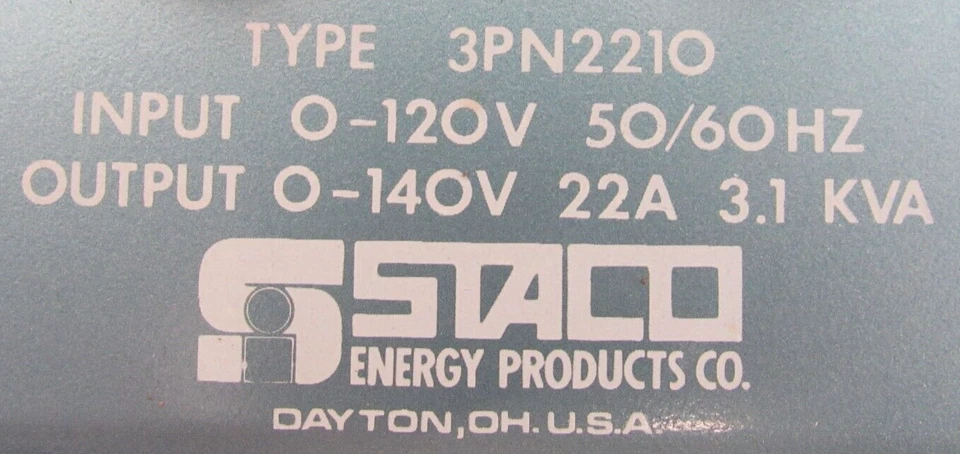 TYPE 3PN2210
INPUT 0-120V 50/60HZ
OUTPUT 0-140V 22A 3.1 KVA
STACO
ENERGY PRODUCTS CO.
DAYTON,OH. U.S.A.